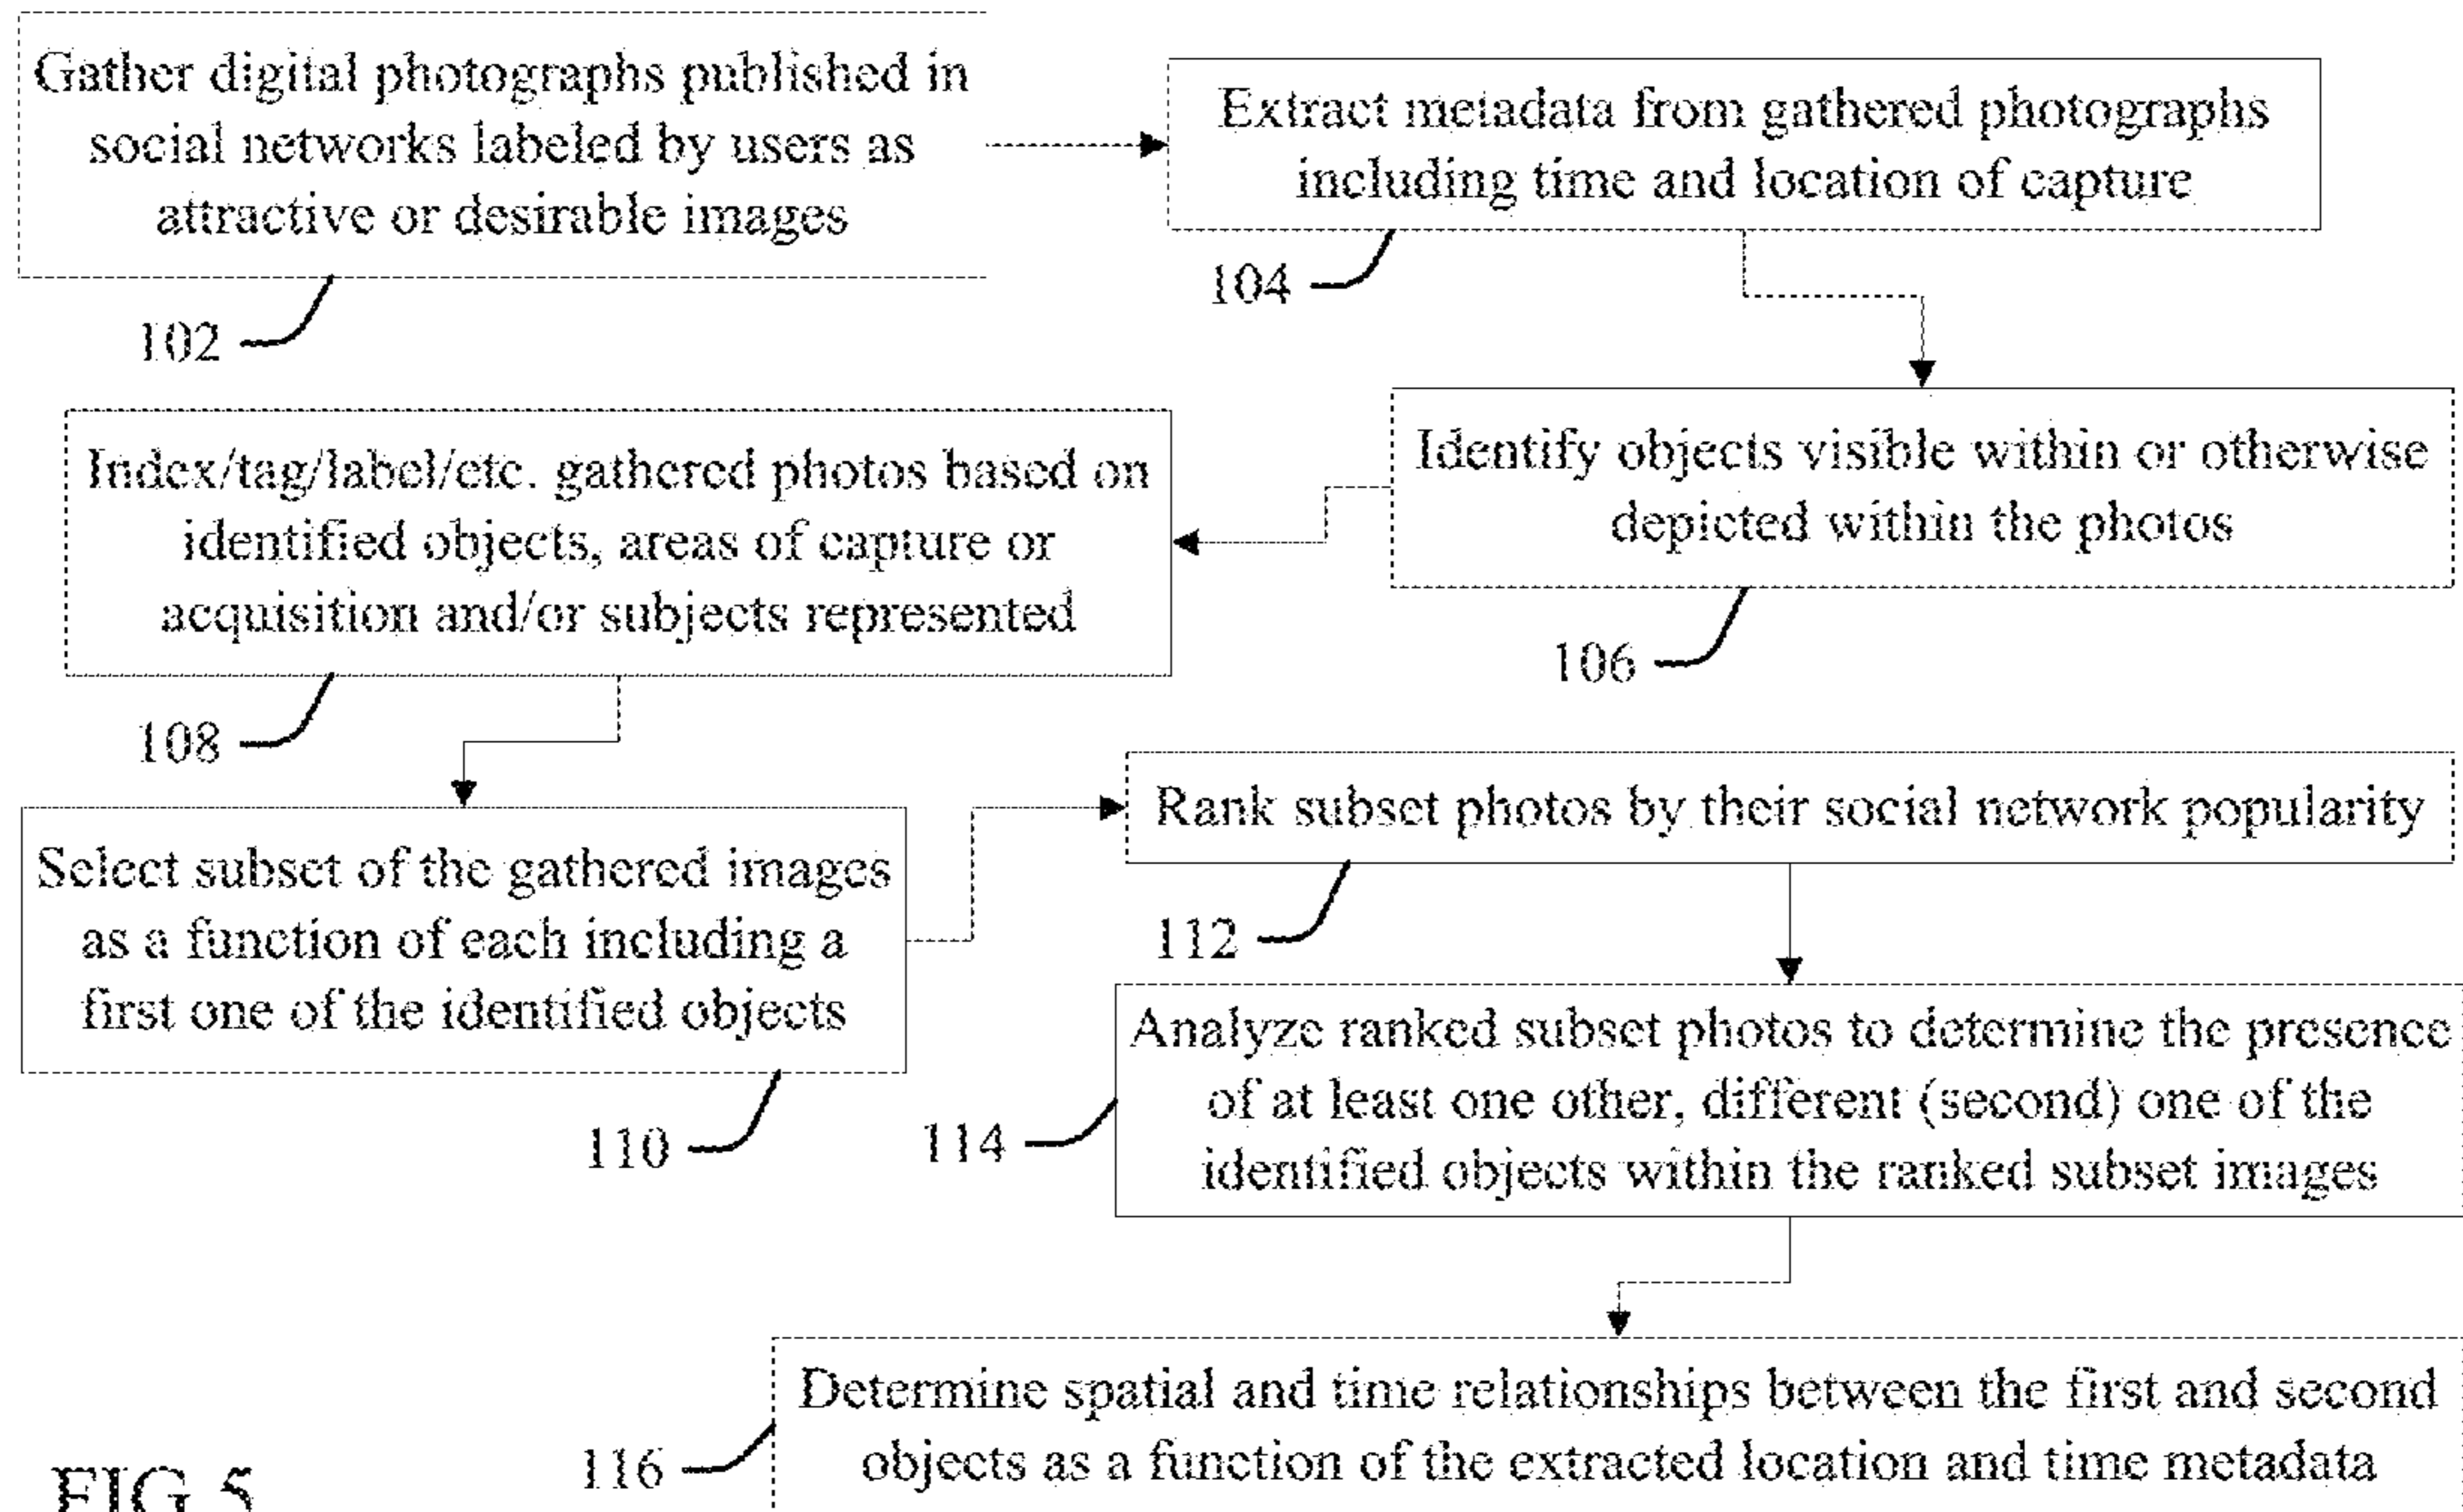 Gather digital photographs published in
social networks labeled by users as
attractive or desirable images
102
Extract metadata from gathered photographs
including time and location of capture
104
Identify objects visible within or otherwise
depicted within the photos
106
Index/tag/label/etc. gathered photos based on
identified objects, areas of capture or
acquisition and/or subjects represented
108
Select subset of the gathered images
as a function of each including a
first one of the identified objects
110
Rank subset photos by their social network popularity
112
Analyze ranked subset photos to determine the presence
of at least one other, different (second) one of the
identified objects within the ranked subset images
114
Determine spatial and time relationships between the first and second
objects as a function of the extracted location and time metadata
116
FIG 5